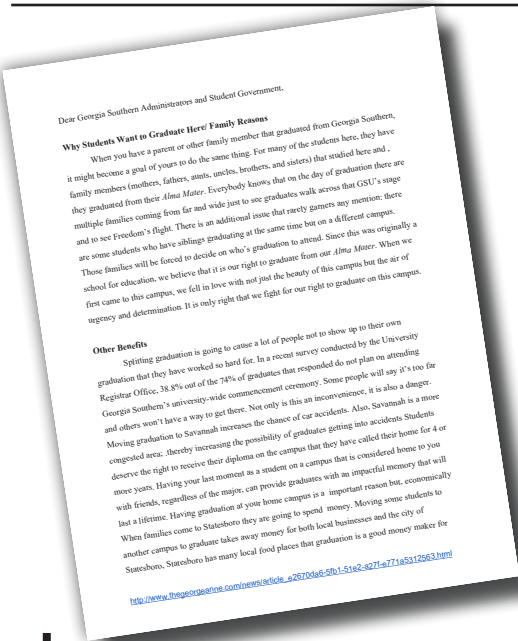 Dear Georgia Southern Administrators and Student Government,
Why Students Want to Graduate Here/ Family Reasons
When you have a parent or other family member that graduated from Georgia Southern,
it might become a goal of yours to do the same thing. For many of the students here, they have
family members (mothers, fathers, aunts, uncles, brothers, and sisters) that studied here and ,
they graduated from their Alma Mater. Everybody knows that on the day of graduation there are
multiple families coming from far and wide just to see graduates walk across that GSU's stage
and to see Freedom's flight. There is an additional issue that rarely garners any mention: there
are some students who have siblings graduating at the same time but on a different campus.
Those families will be forced to decide on who's graduation to attend. Since this was originally a
school for education, we believe that it is our right to graduate from our Alma Mater. When we
first came to this campus, we fell in love with not just the beauty of this campus but the air of
urgency and determination. It is only right that we fight for our right to graduate on this campus.
Other Benefits
Splitting graduation is going to cause a lot of people not to show up to their own
graduation that they have worked so hard for. In a recent survey conducted by the University
Registrar Office, 38.8% out of the 74% of graduates that responded do not plan on attending
Georgia Southern's university-wide commencement ceremony. Some people will say it's too far
and others won't have a way to get there. Not only is this an inconvenience, it is also a danger.
Moving graduation to Savannah increases the chance of car accidents. Also, Savannah is a more
congested area; .thereby increasing the possibility of graduates getting into accidents Students
deserve the right to receive their diploma on the campus that they have called their home for 4 or
more years. Having your last moment as a student on a campus that is considered home to you
with friends, regardless of the major, can provide graduates with an impactful memory that will
last a lifetime. Having graduation at your home campus is a important reason but, economically
When families come to Statesboro they are going to spend money. Moving some students to
another campus to graduate takes away money for both local businesses and the city of
Statesboro, Statesboro has many local food places that graduation is a good money maker for
http://www.thegeorgeanne.com/news/article_e2670da6-5fb1-51e2-a27f-e771a5312563.html